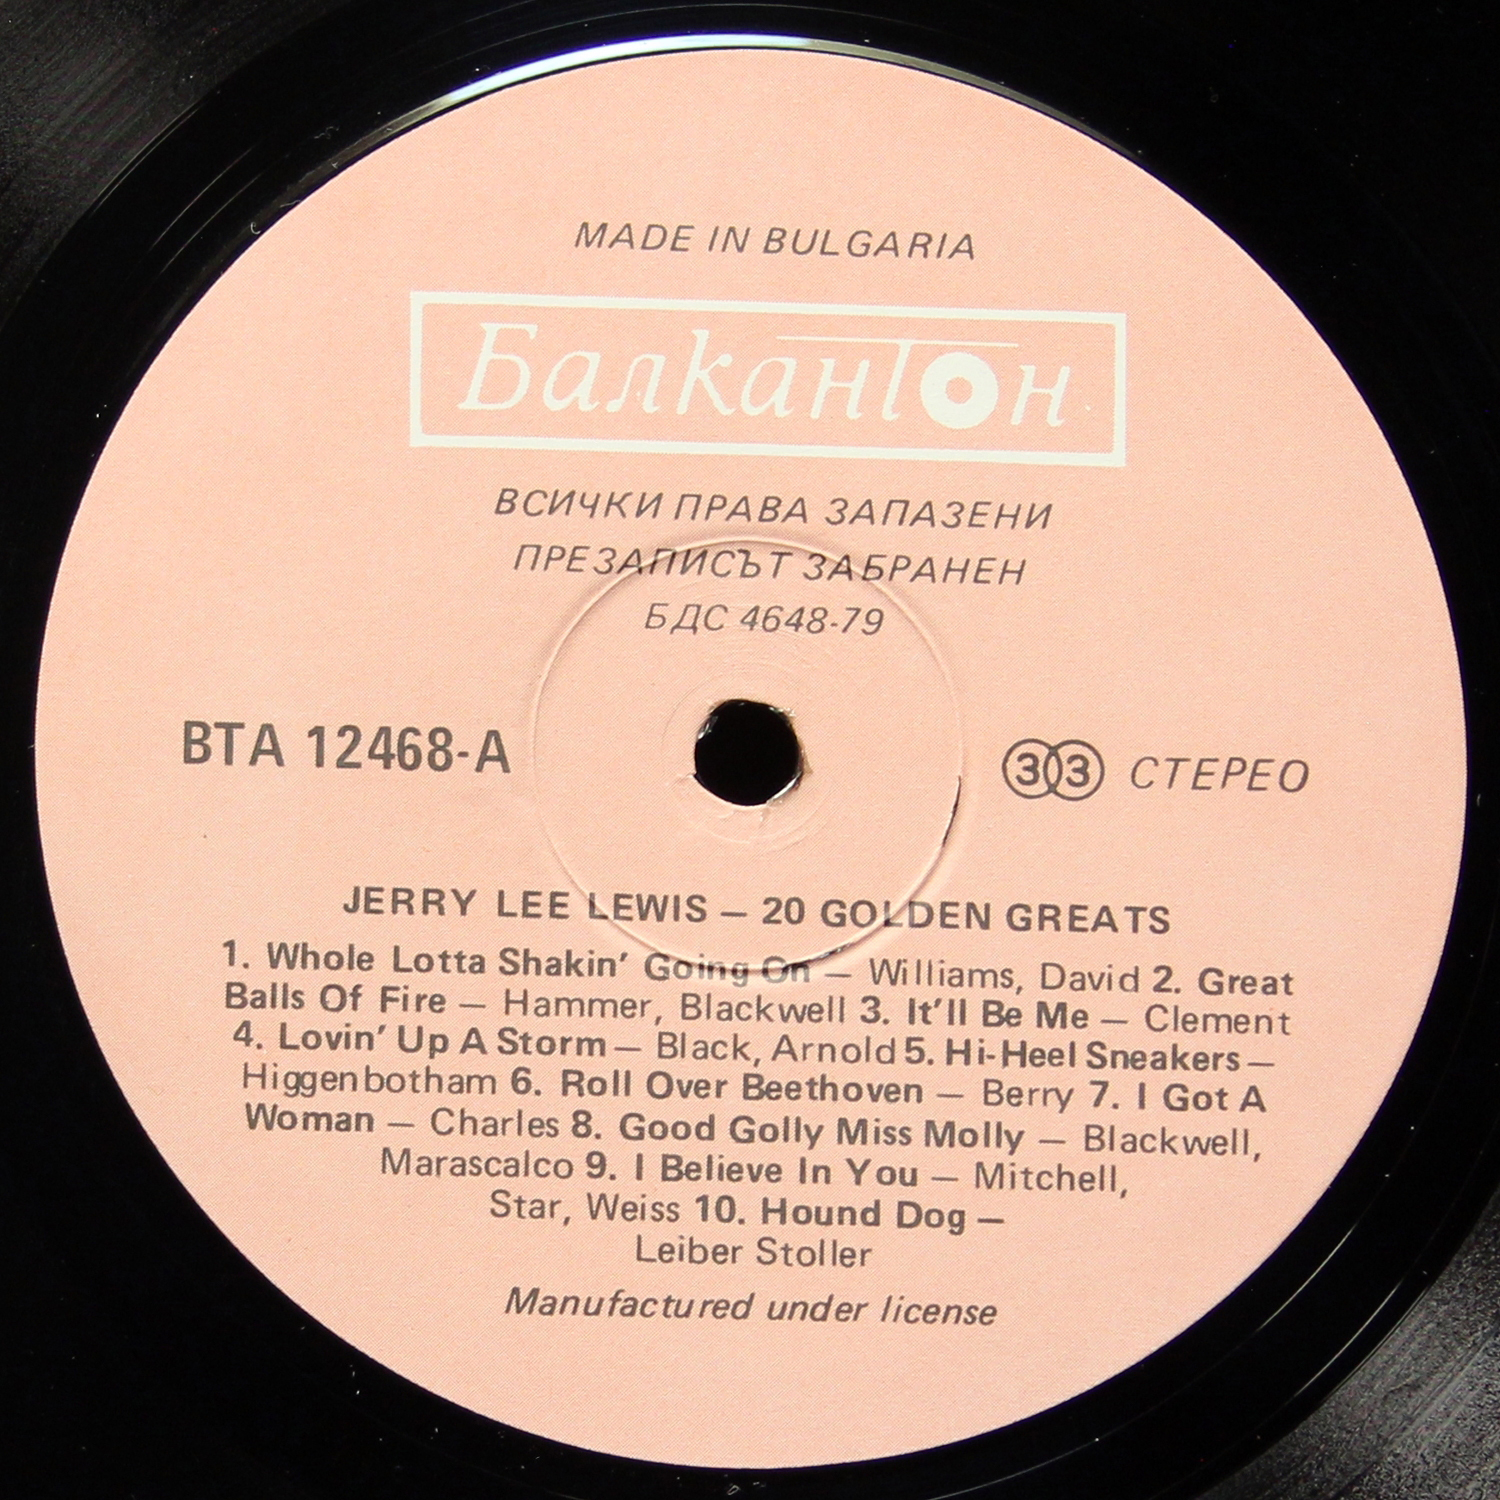 MADE IN BULGARIA
Балкантон
ВСИЧКИ ПРАВА ЗАПАЗЕНИ
ПРЕЗАПИСЪТ ЗАБРАНЕН
БДС 4648-79
ВТА 12468-А
33 СТЕРЕО
JERRY LEE LEWIS – 20 GOLDEN GREATS
1. Whole Lotta Shakin' Going On – Williams, David 2. Great
Balls Of Fire – Hammer, Blackwell 3. It'll Be Me – Clement
4. Lovin' Up A Storm – Black, Arnold 5. Hi-Heel Sneakers –
Higgenbotham 6. Roll Over Beethoven – Berry 7. I Got A
Woman – Charles 8. Good Golly Miss Molly – Blackwell,
Marascalco 9. I Believe In You – Mitchell,
Star, Weiss 10. Hound Dog –
Leiber Stoller
Manufactured under license